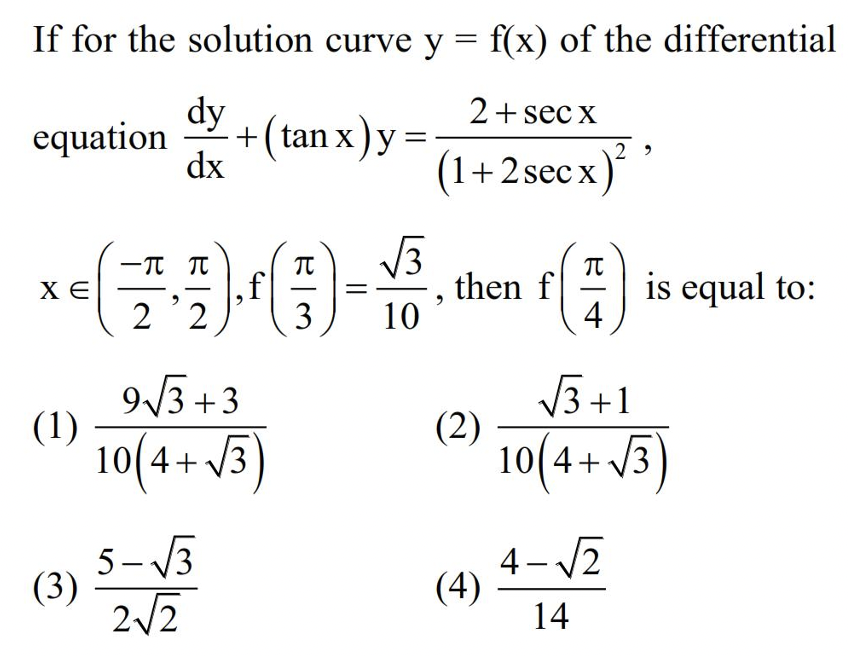 If for the solution curve y = f(x) of the differential
equation dy/dx + (tan x) y = (2 + sec x)/(1 + 2 sec x)² ,
x ∈ (−π/2, π/2), f(π/3) = √3/10, then f(π/4) is equal to:
(1) (9√3 + 3)/(10(4 + √3)) (2) (√3 + 1)/(10(4 + √3))
(3) (5 − √3)/(2√2) (4) (4 − √2)/14